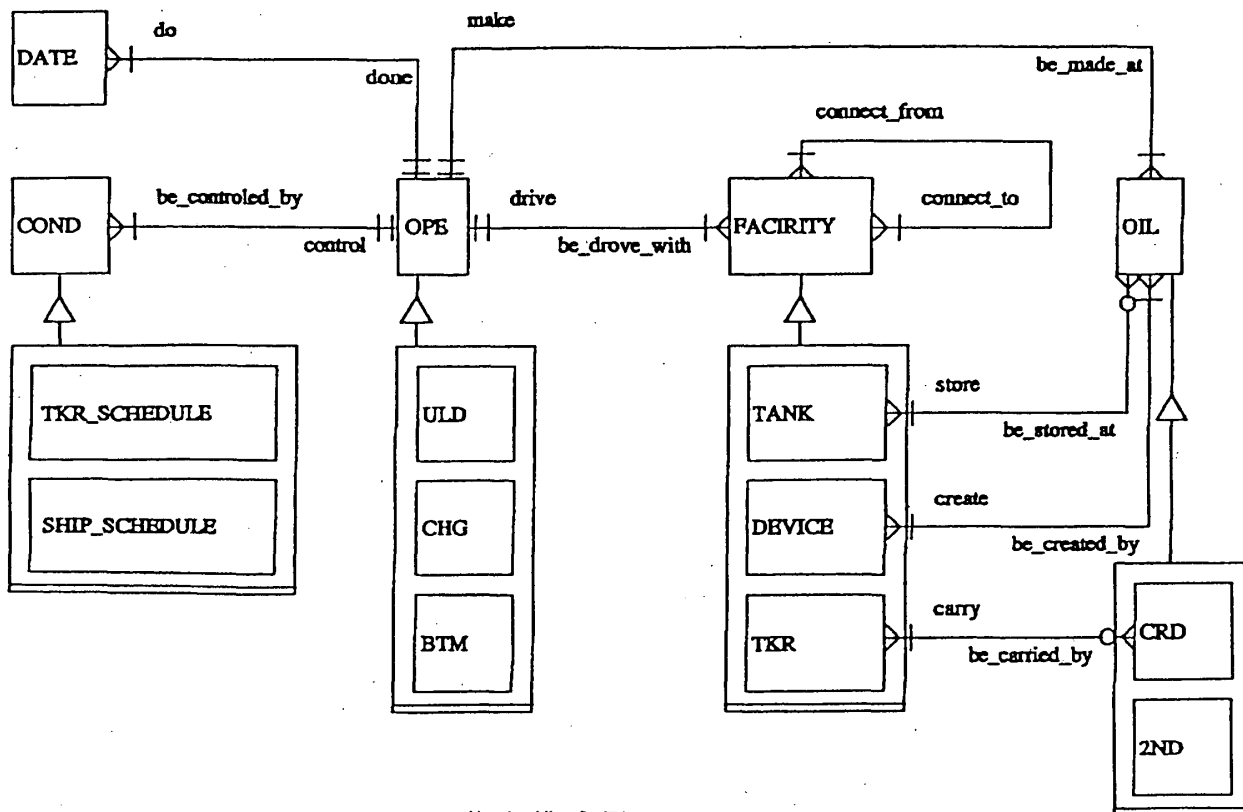 do
make
DATE
done
be_made_at
connect_from
be_controled_by
drive
connect_to
COND
OPE
FACIRITY
OIL
control
be_drove_with
TKR_SCHEDULE
ULD
TANK
store
be_stored_at
SHIP_SCHEDULE
CHG
DEVICE
create
be_created_by
BTM
TKR
carry
CRD
be_carried_by
2ND